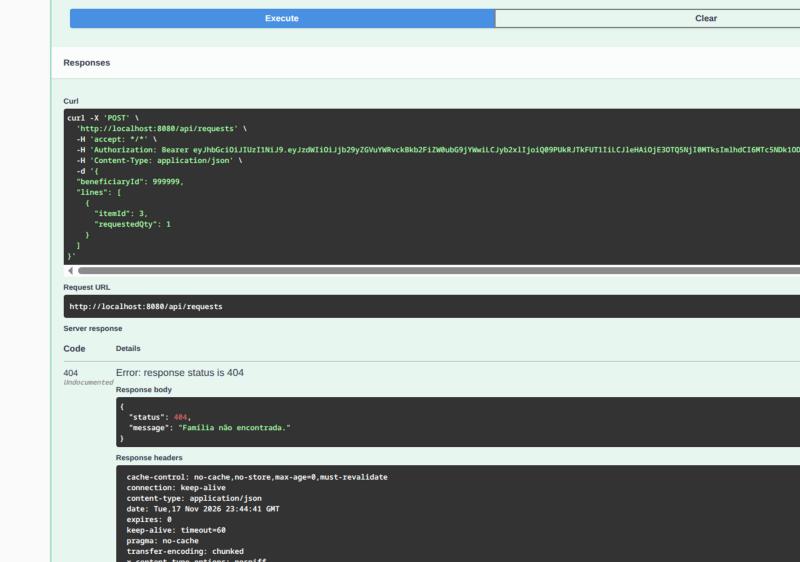 Execute
Clear
Responses
Curl
curl -X 'POST' \
'http://localhost:8080/api/requests' \
-H 'accept: */*' \
-H 'Content-Type: application/json' \
-d '{
"beneficiaryId": 999999,
"lines": [
{
"itemId": 3,
"requestedQty": 1
}
]
}'
Request URL
http://localhost:8080/api/requests
Server response
Code
Details
404
Undocumented
Error: response status is 404
Response body
{
"status": 404,
"message": "Família não encontrada."
}
Response headers
cache-control: no-cache,no-store,max-age=0,must-revalidate
connection: keep-alive
content-type: application/json
date: Tue,17 Nov 2026 23:44:41 GMT
expires: 0
keep-alive: timeout=60
pragma: no-cache
transfer-encoding: chunked